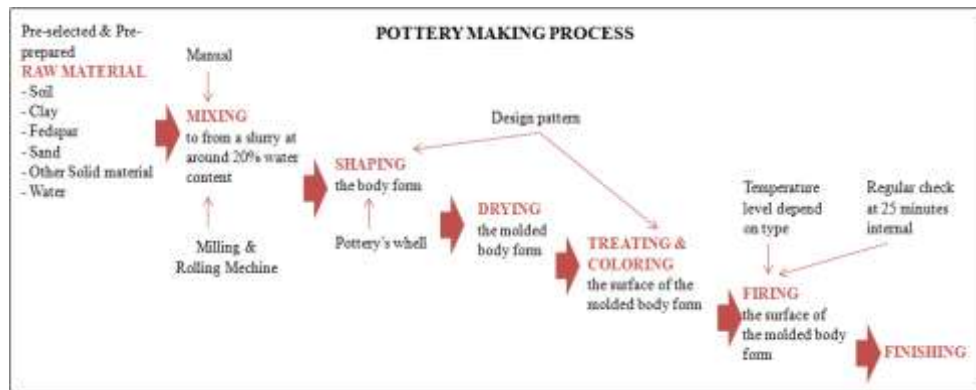 POTTERY MAKING PROCESS
Pre-selected & Pre-
prepared
RAW MATERIAL
- Soil
- Clay
- Fedspar
- Sand
- Other Solid material
- Water
Manual
MIXING
to from a slurry at
around 20% water
content
Milling &
Rolling Mechine
Design pattern
SHAPING
the body form
Pottery's whell
DRYING
the molded
body form
TREATING &
COLORING
the surface of the
molded body form
Temperature
level depend
on type
Regular check
at 25 minutes
internal
FIRING
the surface of
the molded body
form
FINISHING